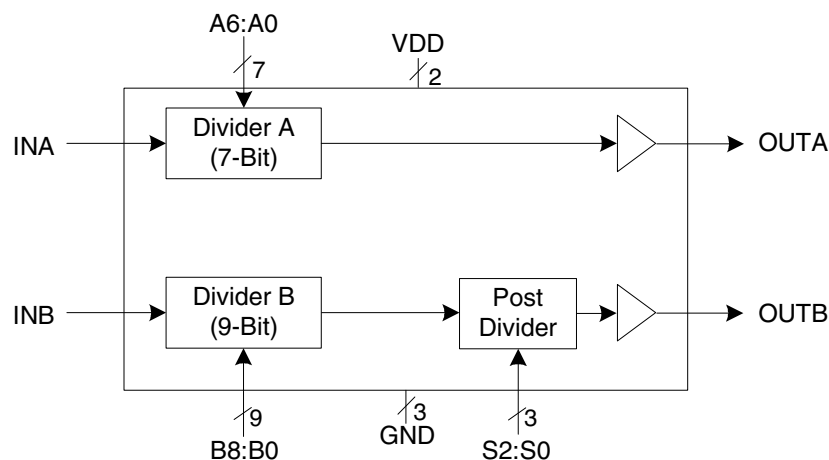 A6:A0
7
VDD
2
INA
Divider A
(7-Bit)
OUTA
INB
Divider B
(9-Bit)
Post
Divider
OUTB
9
B8:B0
3
GND
3
S2:S0